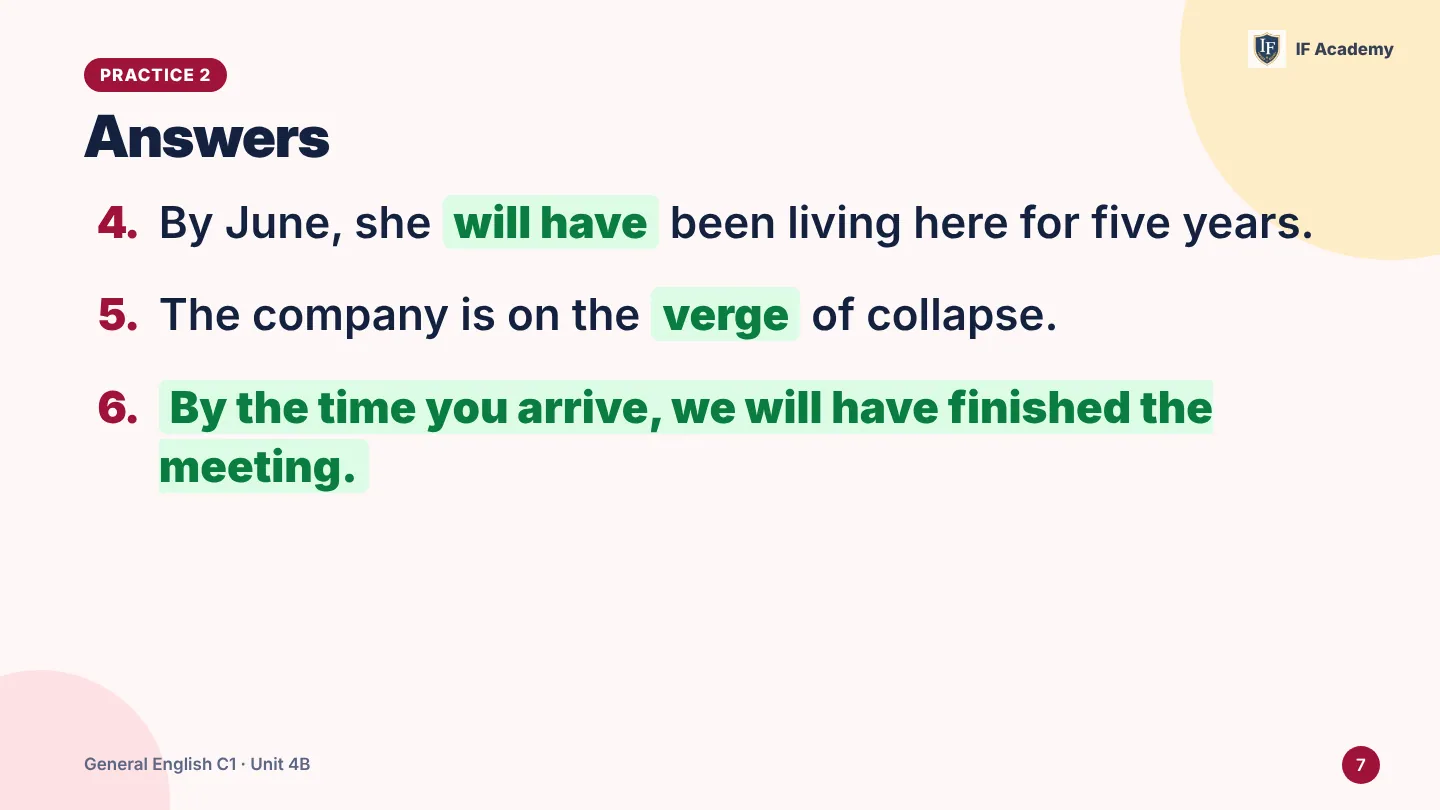 IF Academy
PRACTICE 2
Answers
4. By June, she will have been living here for five years.
5. The company is on the verge of collapse.
6. By the time you arrive, we will have finished the
meeting.
General English C1 · Unit 4B
7